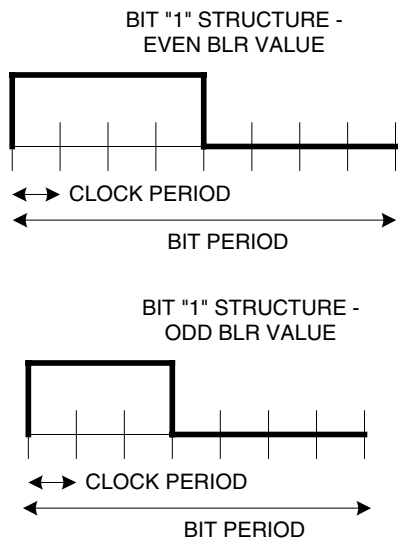 BIT "1" STRUCTURE -
EVEN BLR VALUE
CLOCK PERIOD
BIT PERIOD
BIT "1" STRUCTURE -
ODD BLR VALUE
CLOCK PERIOD
BIT PERIOD